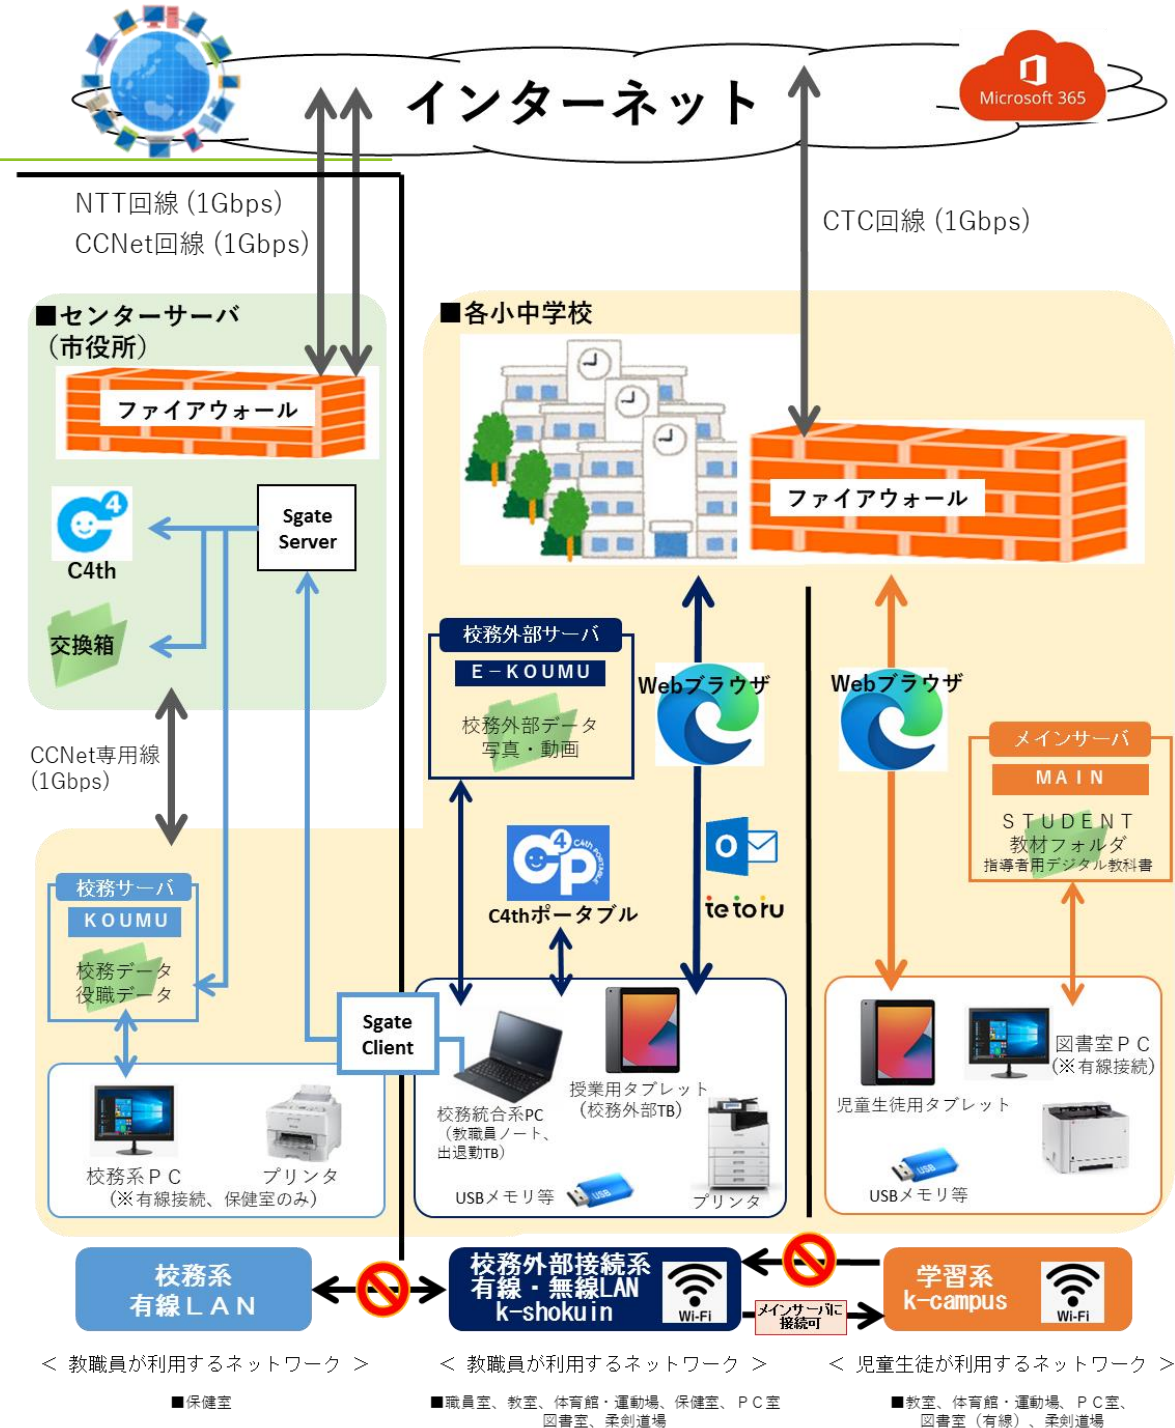 インターネット
Microsoft 365
NTT回線 (1Gbps)
CCNet回線 (1Gbps)
CTC回線 (1Gbps)
■センターサーバ
（市役所）
ファイアウォール
C4th
Sgate
Server
交換箱
CCNet専用線
(1Gbps)
■各小中学校
ファイアウォール
校務外部サーバ
E－KOUMU
校務外部データ
写真・動画
Webブラウザ
Webブラウザ
メインサーバ
MAIN
STUDENT
教材フォルダ
指導者用デジタル教科書
C4th PORTABLE
C4thポータブル
tetoru
校務サーバ
KOUMU
校務データ
役職データ
Sgate
Client
校務系ＰＣ
プリンタ
（※有線接続、保健室のみ）
校務統合系PC
（教職員ノート、
出退勤TB）
授業用タブレット
（校務外部TB）
USBメモリ等
USB
プリンタ
児童生徒用タブレット
図書室ＰＣ
（※有線接続）
USBメモリ等
USB
校務系
有線ＬＡＮ
校務外部接続系
有線・無線LAN
k-shokuin
Wi-Fi
メインサーバに
接続可
学習系
k-campus
Wi-Fi
＜ 教職員が利用するネットワーク ＞
＜ 教職員が利用するネットワーク ＞
＜ 児童生徒が利用するネットワーク ＞
■保健室
■職員室、教室、体育館・運動場、保健室、ＰＣ室
図書室、柔剣道場
■教室、体育館・運動場、ＰＣ室、
図書室（有線）、柔剣道場